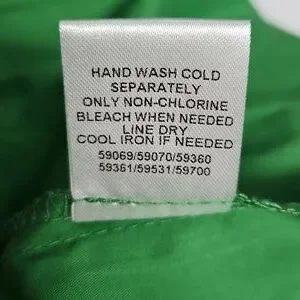 HAND WASH COLD
SEPARATELY
ONLY NON-CHLORINE
BLEACH WHEN NEEDED
LINE DRY
COOL IRON IF NEEDED
59069/59070/59360
59361/59531/59700